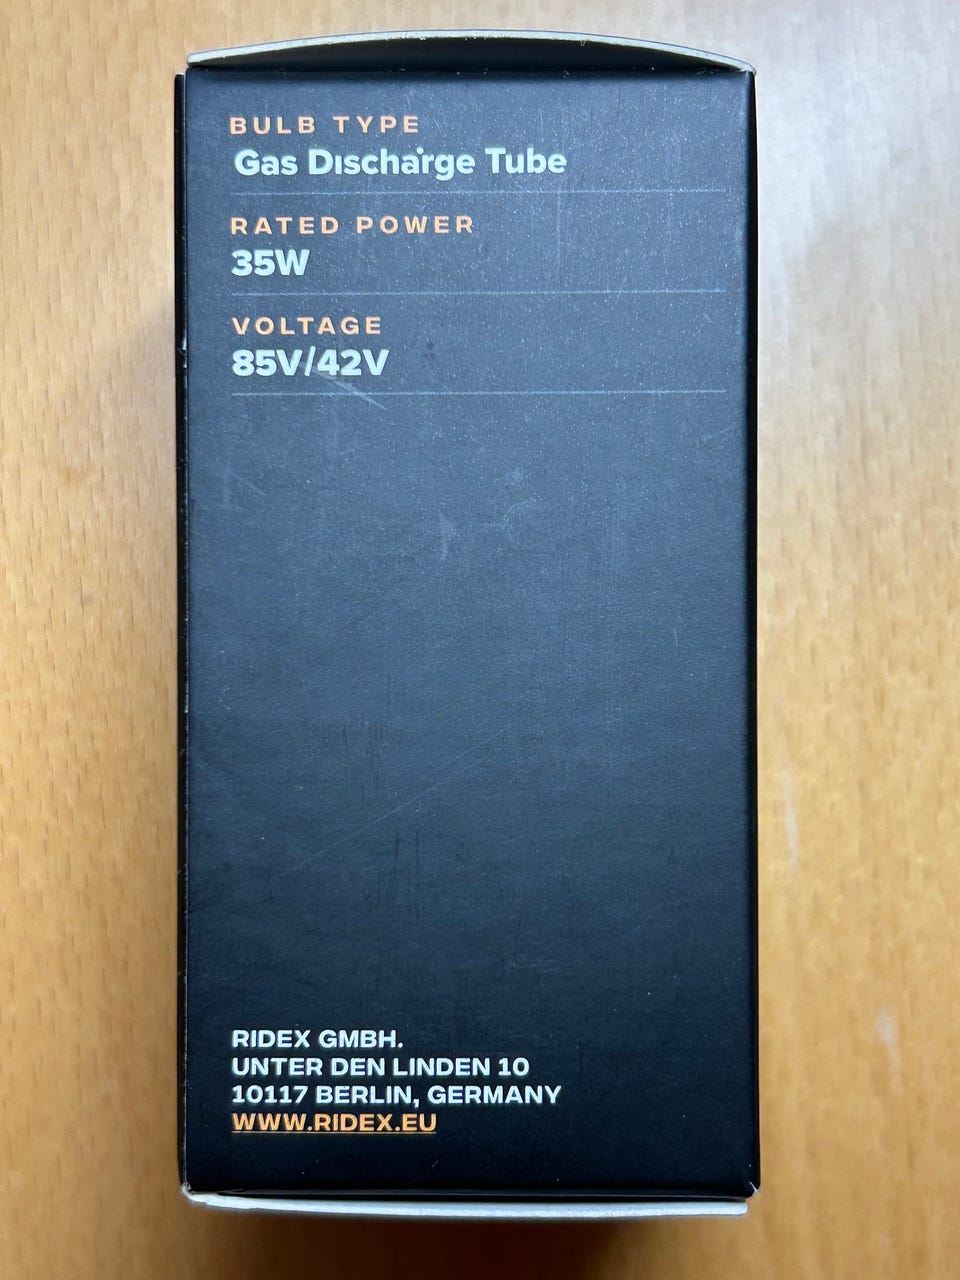 BULB TYPE
Gas Discharge Tube
RATED POWER
35W
VOLTAGE
85V/42V
RIDEX GMBH.
UNTER DEN LINDEN 10
10117 BERLIN, GERMANY
WWW.RIDEX.EU